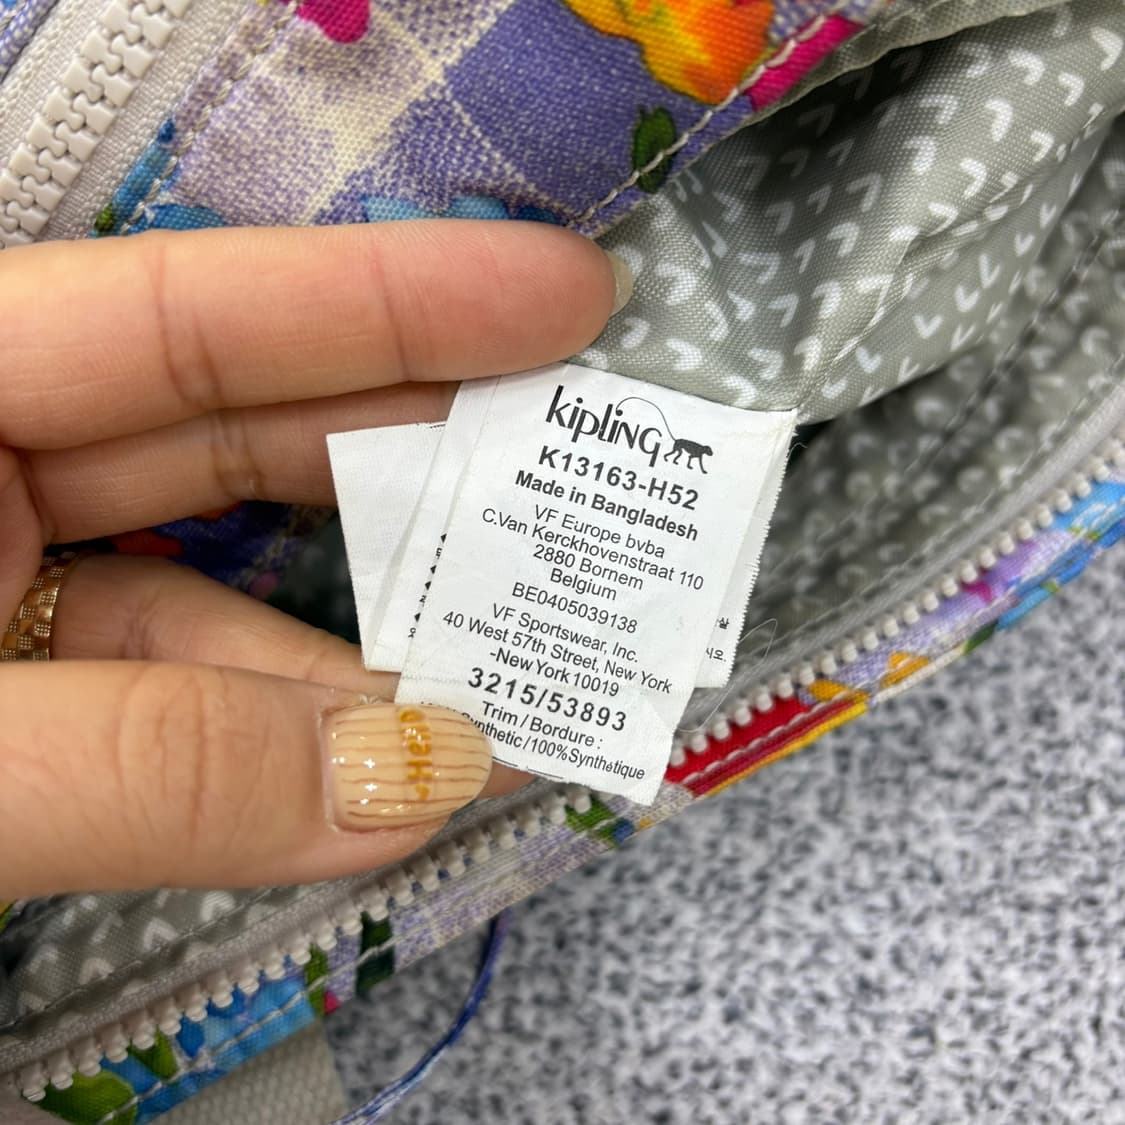 kipling
K13163-H52
Made in Bangladesh
VF Europe bvba
C.Van Kerckhovenstraat 110
2880 Bornem
Belgium
BE0405039138
VF Sportswear, Inc.
40 West 57th Street, New York
-New York 10019
3215/53893
Trim / Bordure :
/100%Synthétique